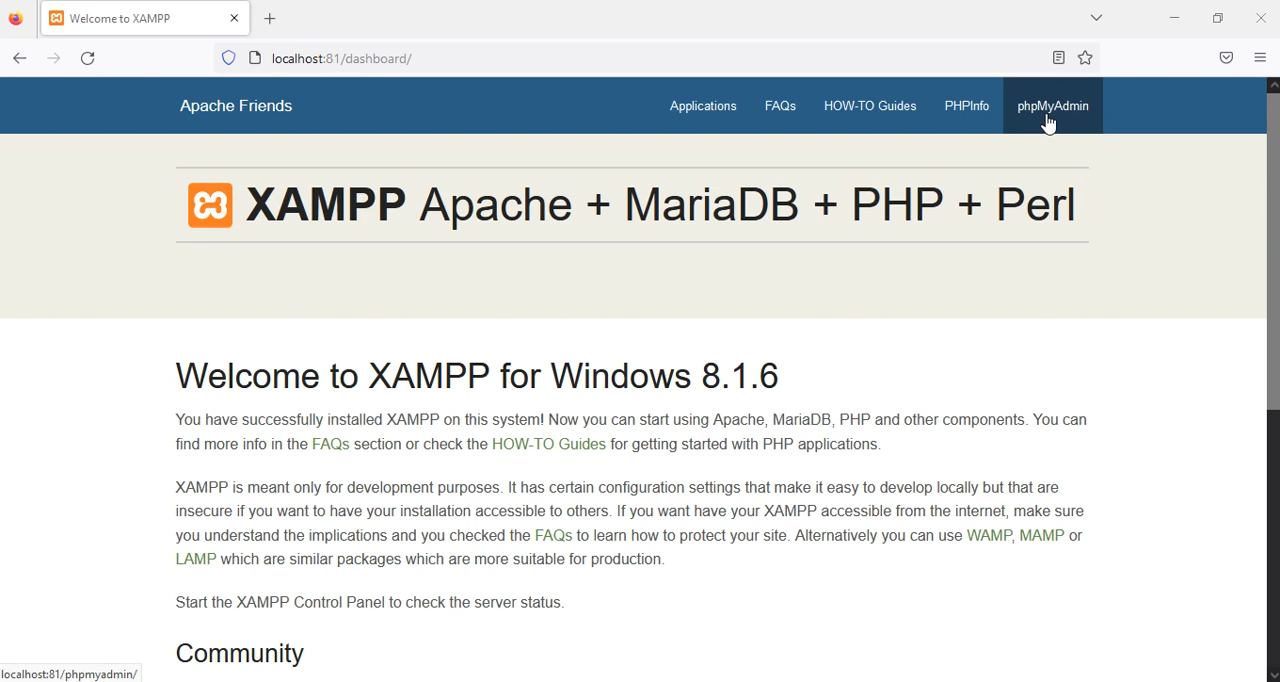 Welcome to XAMPP
localhost:81/dashboard/
Apache Friends
Applications
FAQs
HOW-TO Guides
PHPInfo
phpMyAdmin
XAMPP Apache + MariaDB + PHP + Perl
Welcome to XAMPP for Windows 8.1.6
You have successfully installed XAMPP on this system! Now you can start using Apache, MariaDB, PHP and other components. You can
find more info in the FAQs section or check the HOW-TO Guides for getting started with PHP applications.
XAMPP is meant only for development purposes. It has certain configuration settings that make it easy to develop locally but that are
insecure if you want to have your installation accessible to others. If you want have your XAMPP accessible from the internet, make sure
you understand the implications and you checked the FAQs to learn how to protect your site. Alternatively you can use WAMP, MAMP or
LAMP which are similar packages which are more suitable for production.
Start the XAMPP Control Panel to check the server status.
Community
localhost:81/phpmyadmin/